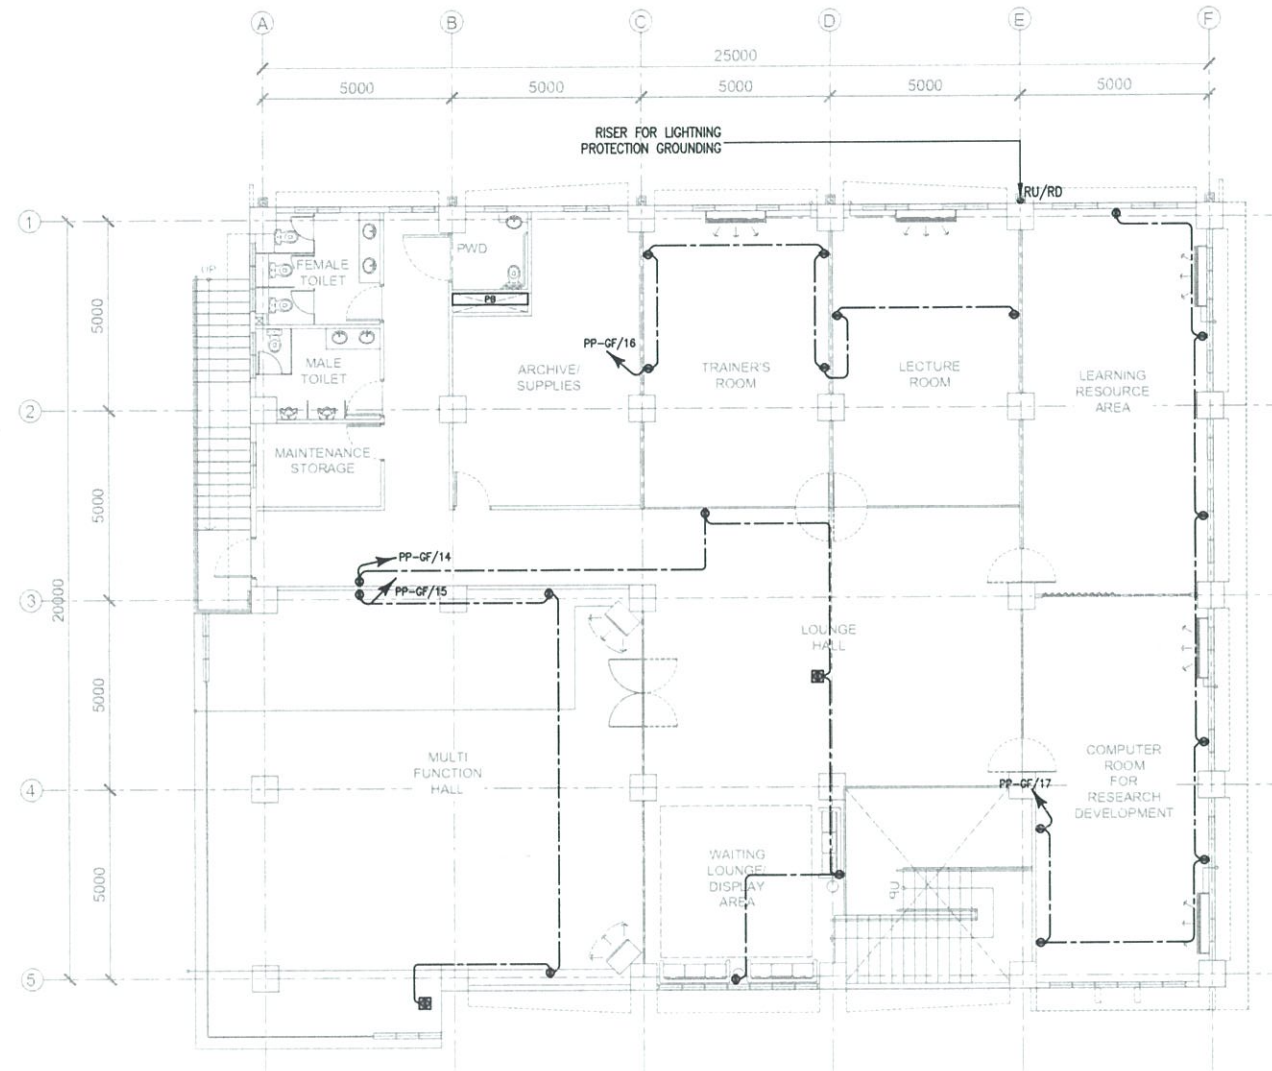 A
B
C
D
E
F
25000
5000
5000
5000
5000
5000
RISER FOR LIGHTNING
PROTECTION GROUNDING
RU/RD
1
PWD
FEMALE
TOILET
UP
PB
5000
PP-GF/16
MALE
TOILET
ARCHIVE/
SUPPLIES
TRAINER'S
ROOM
LECTURE
ROOM
LEARNING
RESOURCE
AREA
2
MAINTENANCE
STORAGE
5000
PP-GF/14
PP-GF/15
3
20000
LOUNGE
HALL
5000
MULTI
FUNCTION
HALL
COMPUTER
ROOM
FOR
RESEARCH
DEVELOPMENT
4
PP-GF/17
WAITING
LOUNGE/
DISPLAY
AREA
UP
5000
5